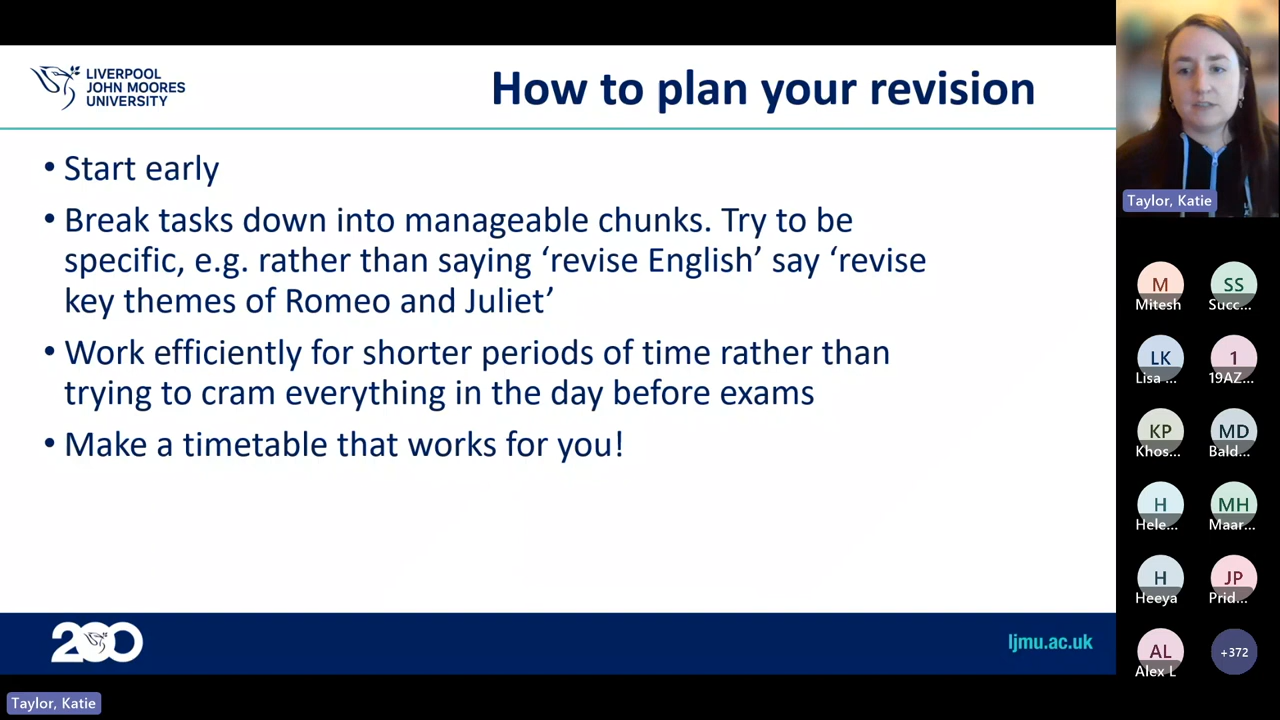 LIVERPOOL
JOHN MOORES
UNIVERSITY
How to plan your revision
• Start early
• Break tasks down into manageable chunks. Try to be
specific, e.g. rather than saying ‘revise English’ say ‘revise
key themes of Romeo and Juliet’
• Work efficiently for shorter periods of time rather than
trying to cram everything in the day before exams
• Make a timetable that works for you!
200
ljmu.ac.uk
Taylor, Katie
Taylor, Katie
M
SS
Mitesh
Succ...
LK
1
Lisa ...
19AZ...
KP
MD
Khos...
Bald...
H
MH
Hele...
Maar...
H
JP
Heeya
Prid...
AL
+372
Alex L